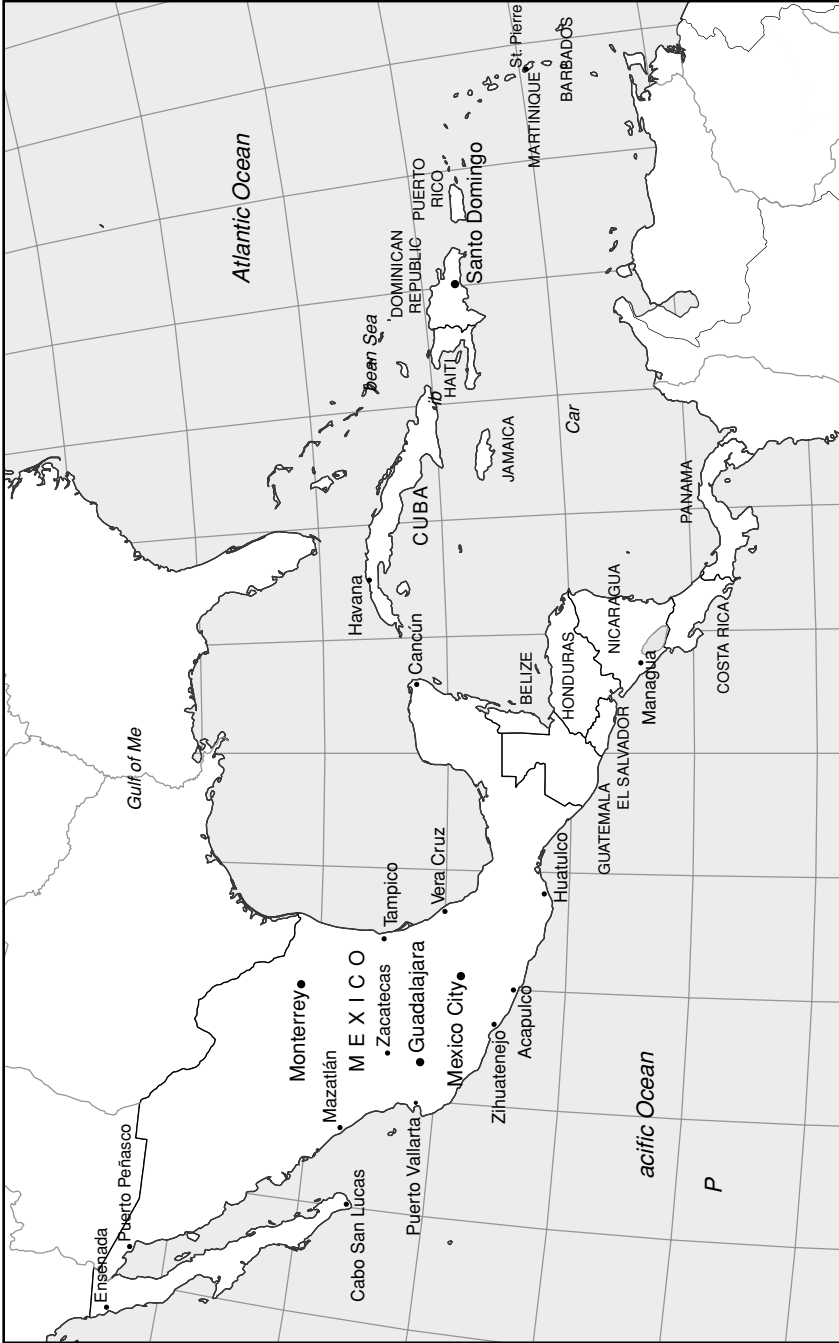 Ensenada
Puerto Peñasco
Cabo San Lucas
Mazatlán
Puerto Vallarta
Monterrey
MEXICO
Zacatecas
Guadalajara
Mexico City
Zihuatenejo
Acapulco
Tampico
Vera Cruz
Huatulco
Gulf of Me
Cancún
Havana
CUBA
BELIZE
HONDURAS
GUATEMALA
EL SALVADOR
NICARAGUA
Managua
COSTA RICA
PANAMA
JAMAICA
HAITI
DOMINICAN
REPUBLIC
Santo Domingo
PUERTO
RICO
St. Pierre
MARTINIQUE
BARBADOS
Atlantic Ocean
Car
ib
bean Sea
P
acific Ocean